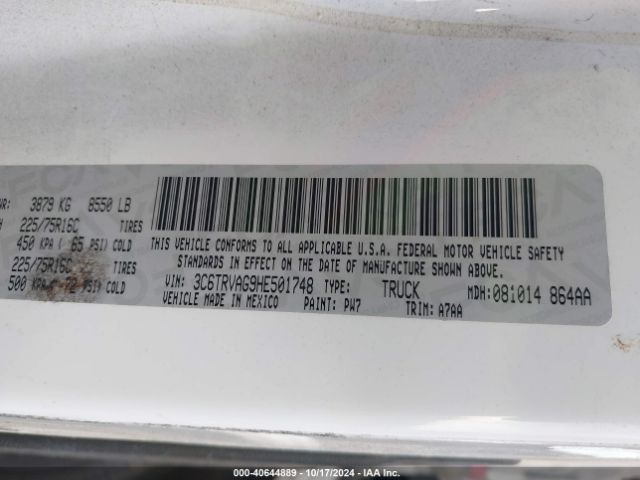 3879 KG 8550 LB
225/75R16C TIRES
450 KPA ( 65 PSI) COLD
225/75R16C TIRES
500 PSI) COLD
THIS VEHICLE CONFORMS TO ALL APPLICABLE U.S.A. FEDERAL MOTOR VEHICLE SAFETY
STANDARDS IN EFFECT ON THE DATE OF MANUFACTURE SHOWN ABOVE.
VIN: 3C6TRVAG9HE501748 TYPE: TRUCK MDH: 081014 864AA
VEHICLE MADE IN MEXICO PAINT: PW7 TRIM: A7AA
000-40644889 - 10/17/2024 - IAA Inc.